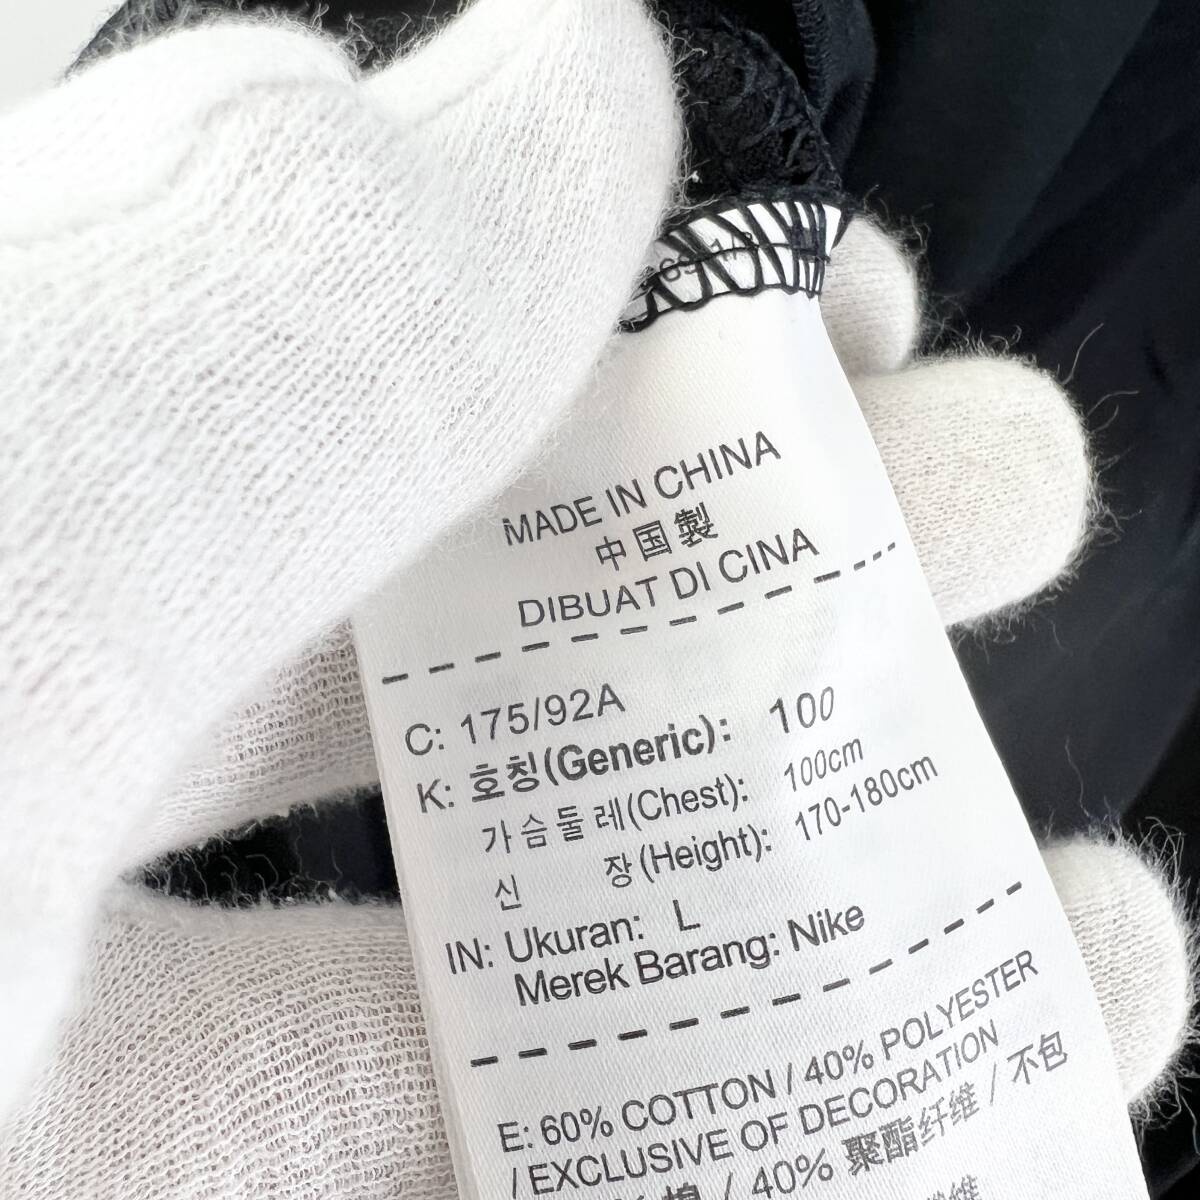 MADE IN CHINA
中国製
DIBUAT DI CINA
C: 175/92A
K: 호칭(Generic): 100
가슴둘레(Chest): 100cm
신 장(Height): 170-180cm
IN: Ukuran: L
Merek Barang: Nike
E: 60% COTTON / 40% POLYESTER
/ EXCLUSIVE OF DECORATION
棉 / 40% 聚酯纤维 / 不包